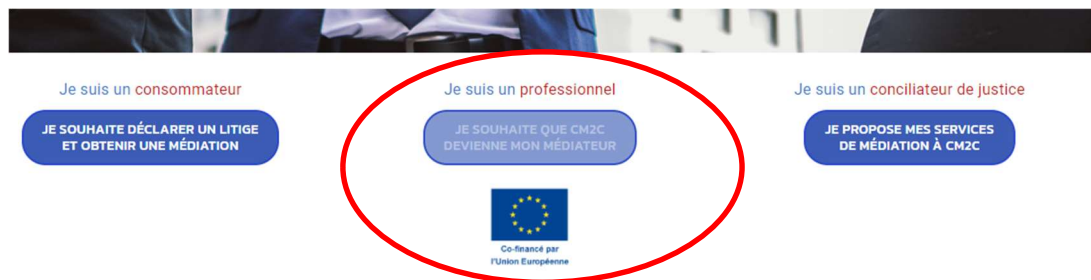 Je suis un consommateur
JE SOUHAITE DÉCLARER UN LITIGE
ET OBTENIR UNE MÉDIATION
Je suis un professionnel
JE SOUHAITE QUE CM2C
DEVIENNE MON MÉDIATEUR
Co-financé par
l'Union Européenne
Je suis un conciliateur de justice
JE PROPOSE MES SERVICES
DE MÉDIATION À CM2C